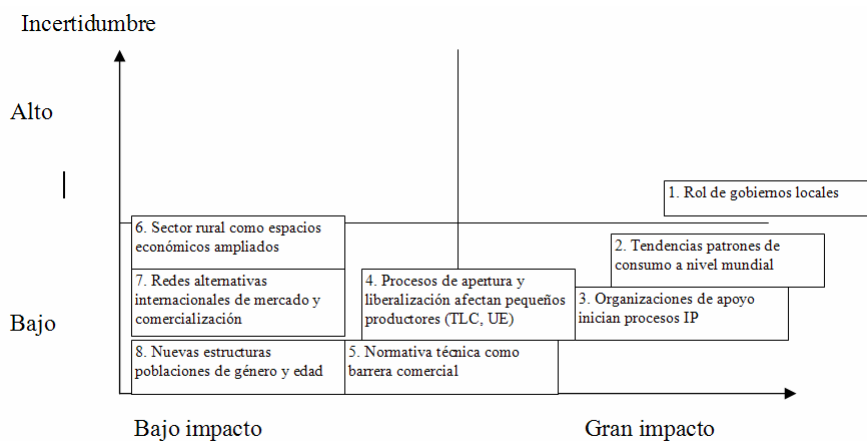 Incertidumbre
Alto
1. Rol de gobiernos locales
6. Sector rural como espacios
económicos ampliados
2. Tendencias patrones de
consumo a nivel mundial
7. Redes alternativas
internacionales de mercado y
comercialización
4. Procesos de apertura y
liberalización afectan pequeños
productores (TLC, UE)
3. Organizaciones de apoyo
inician procesos IP
Bajo
8. Nuevas estructuras
poblaciones de género y edad
5. Normativa técnica como
barrera comercial
Bajo impacto
Gran impacto